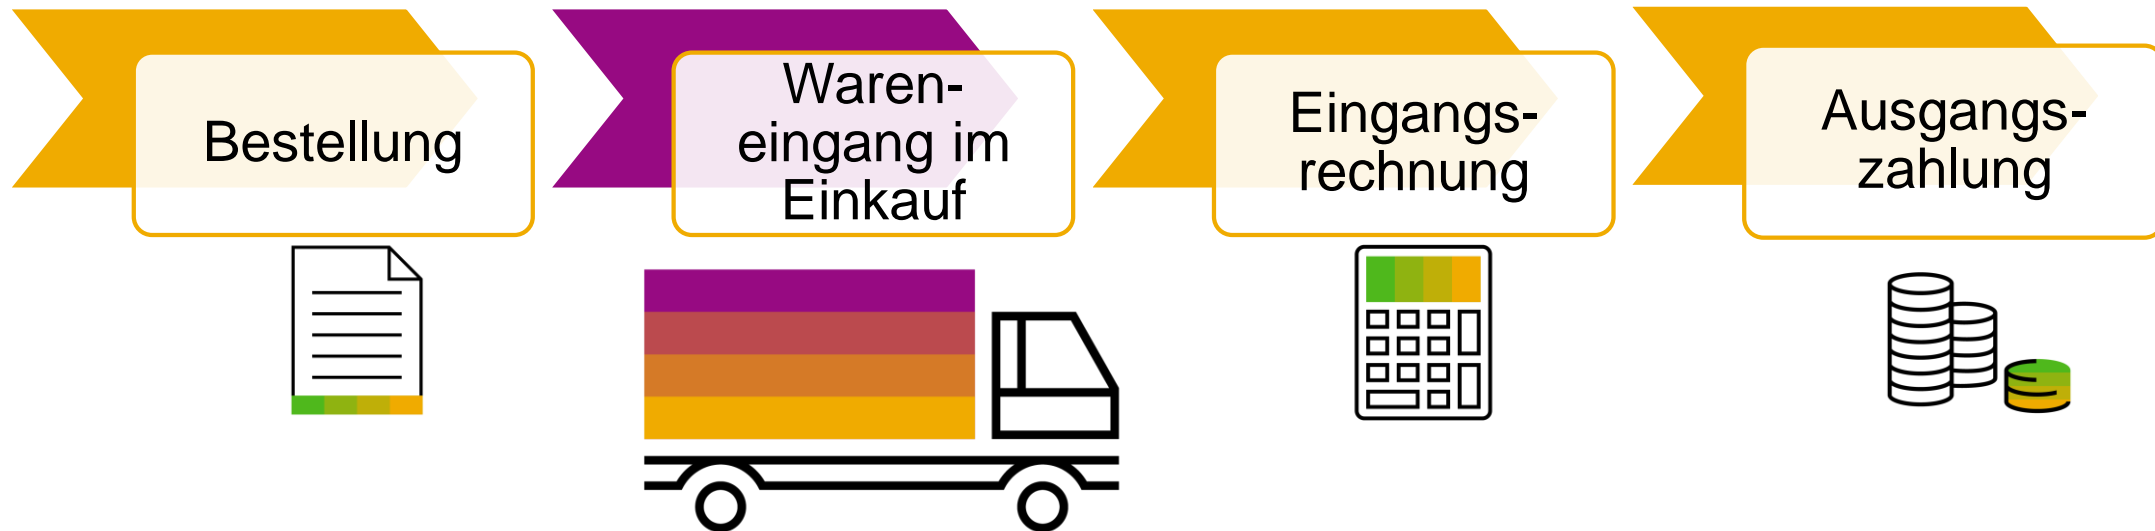 Bestellung
Waren-
eingang im
Einkauf
Eingangs-
rechnung
Ausgangs-
zahlung